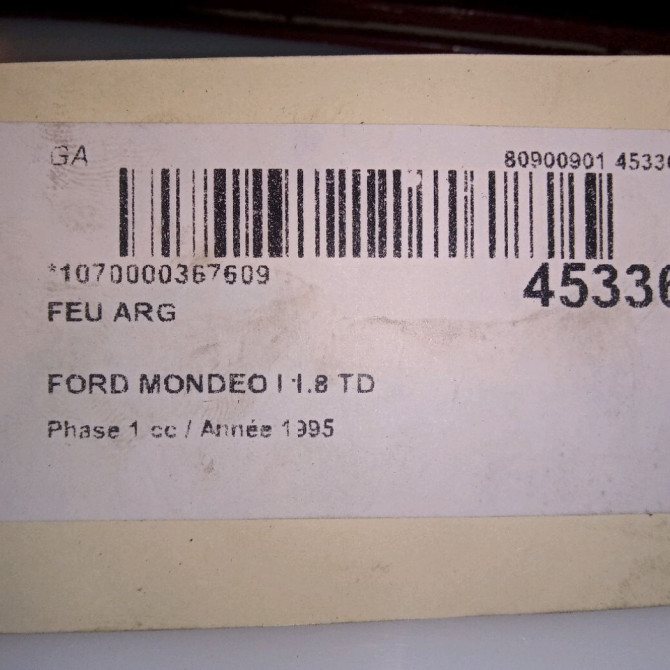 GA
80900901 45336
*1070000367609
45336
FEU ARG
FORD MONDEO I 1.8 TD
Phase 1 cc / Année 1995